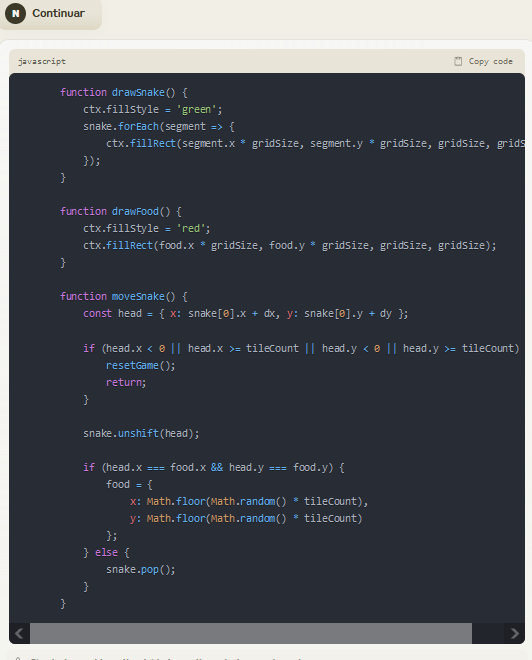 N Continuar
javascript Copy code
function drawSnake() {
ctx.fillStyle = 'green';
snake.forEach(segment => {
ctx.fillRect(segment.x * gridSize, segment.y * gridSize, gridSize, gridS
});
}
function drawFood() {
ctx.fillStyle = 'red';
ctx.fillRect(food.x * gridSize, food.y * gridSize, gridSize, gridSize);
}
function moveSnake() {
const head = { x: snake[0].x + dx, y: snake[0].y + dy };
if (head.x < 0 || head.x >= tileCount || head.y < 0 || head.y >= tileCount)
resetGame();
return;
}
snake.unshift(head);
if (head.x === food.x && head.y === food.y) {
food = {
x: Math.floor(Math.random() * tileCount),
y: Math.floor(Math.random() * tileCount)
};
} else {
snake.pop();
}
}